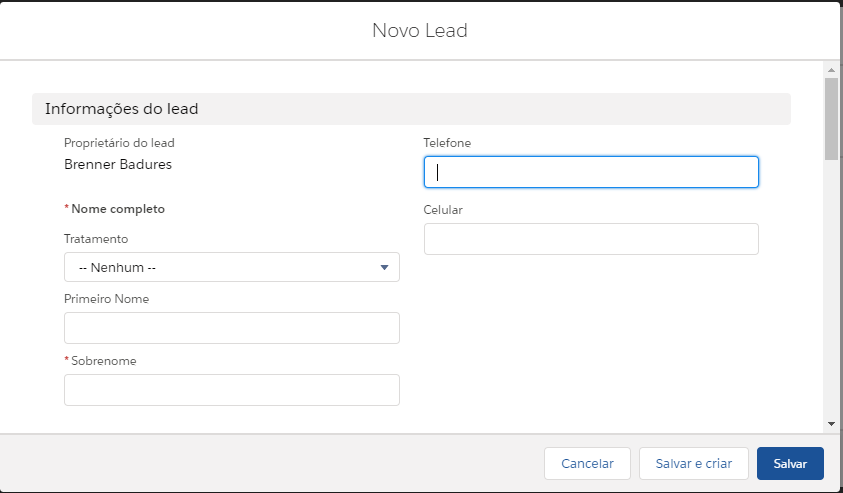 Novo Lead
Informações do lead
Proprietário do lead
Brenner Badures
Telefone
* Nome completo
Celular
Tratamento
-- Nenhum --
Primeiro Nome
* Sobrenome
Cancelar
Salvar e criar
Salvar